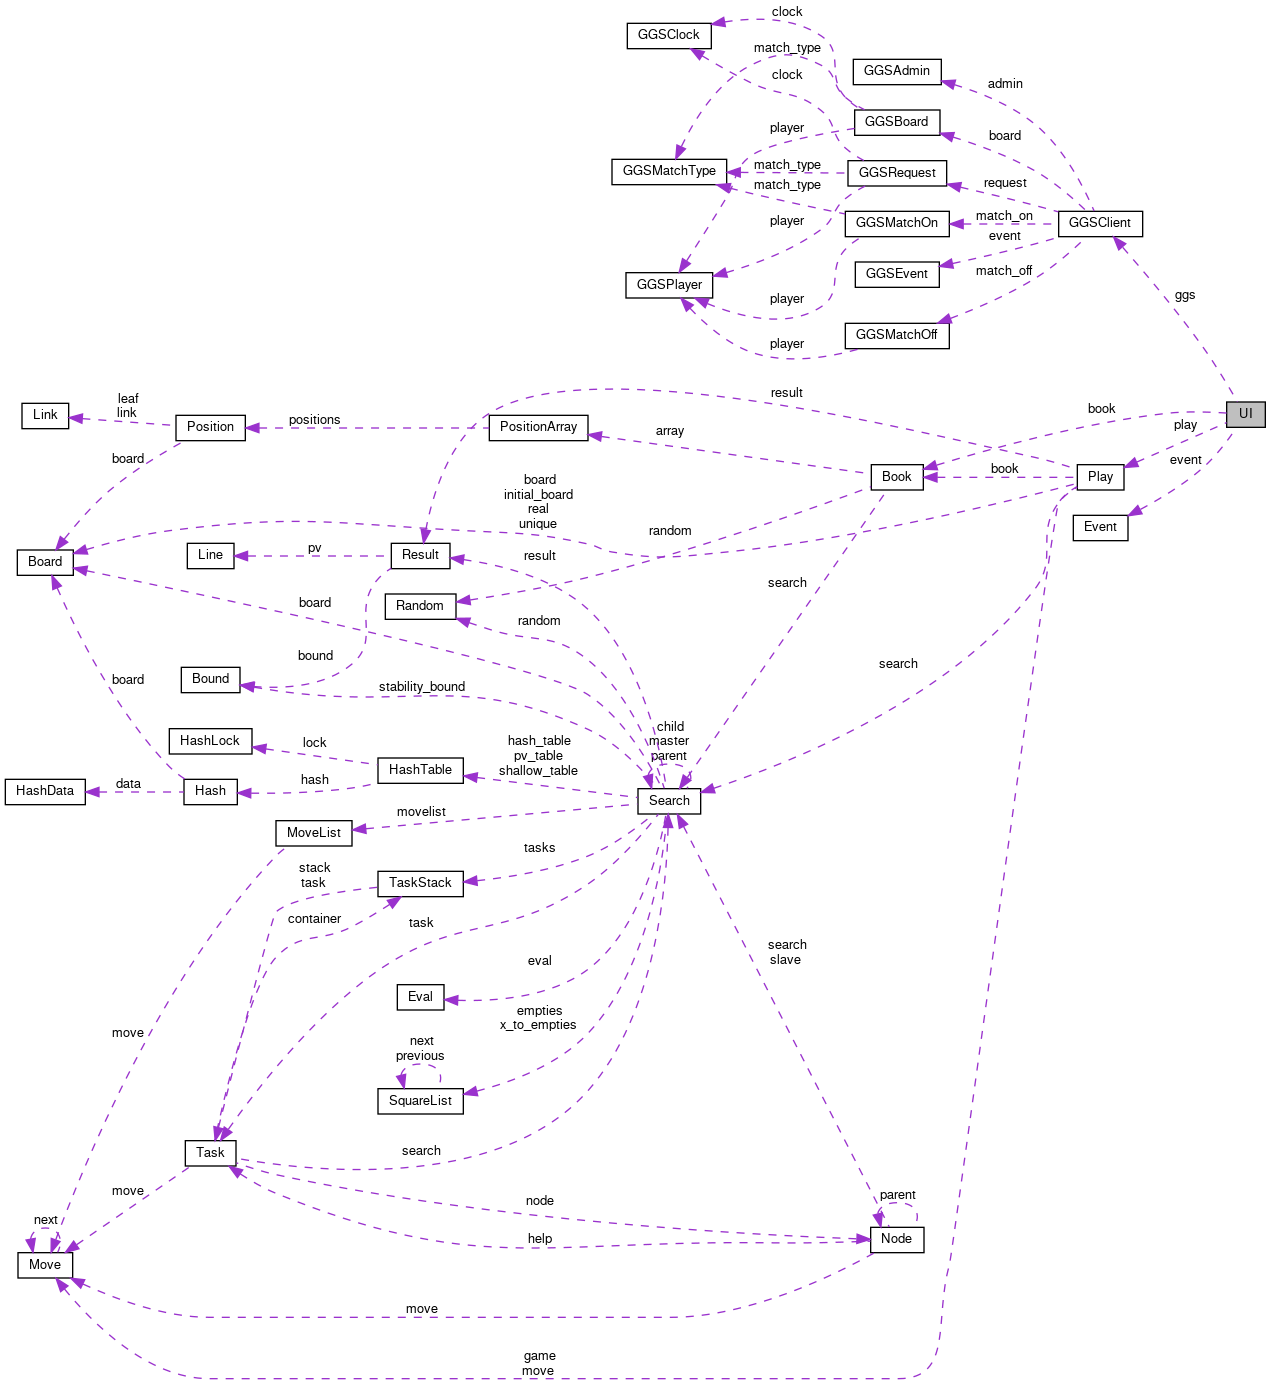 clock
GGSClock
match_type
GGSAdmin
clock
admin
GGSBoard
player
board
match_type
GGSMatchType
GGSRequest
match_type
request
player
match_on
GGSMatchOn
GGSClient
event
GGSEvent
match_off
GGSPlayer
player
ggs
GGSMatchOff
player
result
leaf
link
Link
Position
positions
PositionArray
array
book
UI
play
board
event
book
Book
Play
board
initial_board
real
unique
random
Event
Board
Line
pv
Result
result
search
board
Random
random
bound
search
board
Bound
stability_bound
child
master
parent
HashLock
lock
hash_table
pv_table
shallow_table
HashTable
hash
HashData
data
Hash
Search
movelist
MoveList
tasks
stack
task
TaskStack
container
task
search
slave
eval
Eval
empties
x_to_empties
move
next
previous
SquareList
Task
search
move
node
parent
next
help
Node
Move
move
game
move